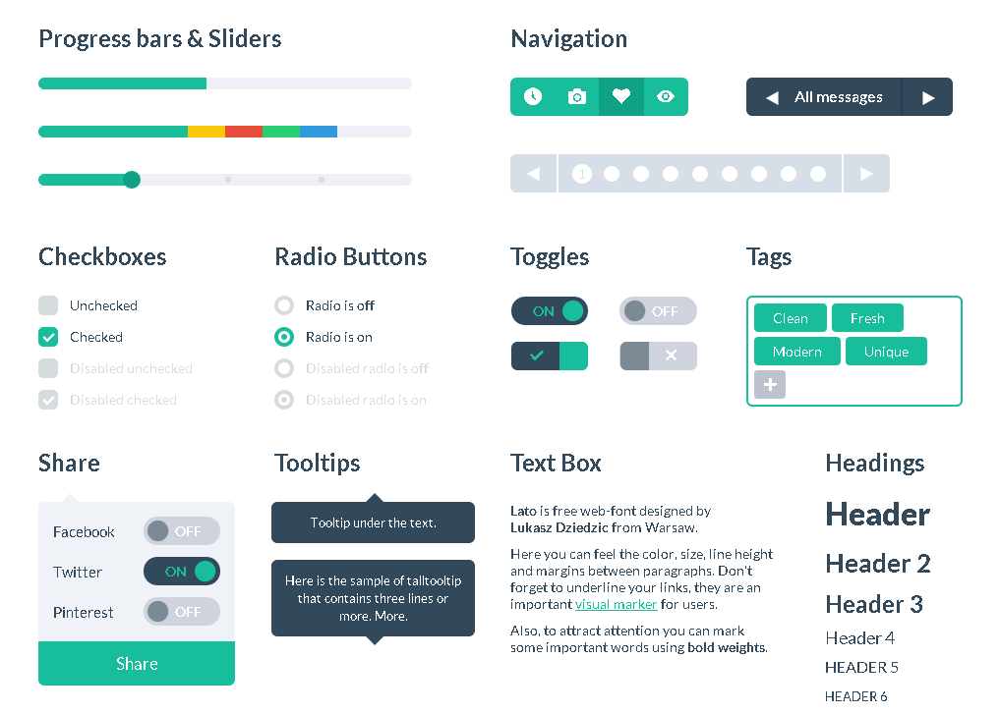 Progress bars & Sliders
Navigation
All messages
1
Checkboxes
Unchecked
Checked
Disabled unchecked
Disabled checked
Radio Buttons
Radio is off
Radio is on
Disabled radio is off
Disabled radio is on
Toggles
ON
OFF
Tags
Clean
Fresh
Modern
Unique
Share
Facebook
OFF
Twitter
ON
Pinterest
OFF
Share
Tooltips
Tooltip under the text.
Here is the sample of talltooltip
that contains three lines or
more. More.
Text Box
Lato is free web-font designed by
Lukasz Dziedzic from Warsaw.
Here you can feel the color, size, line height
and margins between paragraphs. Don't
forget to underline your links, they are an
important visual marker for users.
Also, to attract attention you can mark
some important words using bold weights.
Headings
Header
Header 2
Header 3
Header 4
HEADER 5
HEADER 6